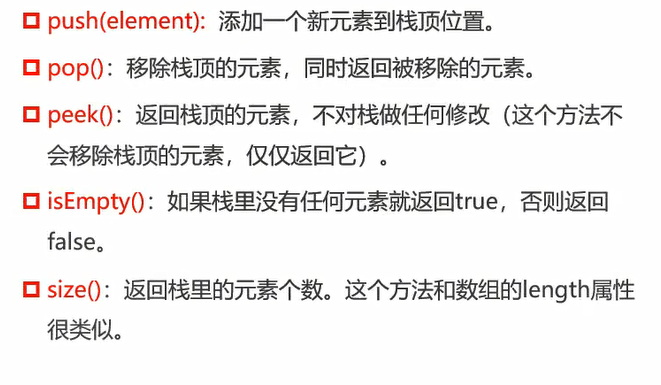 push(element): 添加一个新元素到栈顶位置。
pop()：移除栈顶的元素，同时返回被移除的元素。
peek()：返回栈顶的元素，不对栈做任何修改（这个方法不
会移除栈顶的元素，仅仅返回它）。
isEmpty()：如果栈里没有任何元素就返回true，否则返回
false。
size()：返回栈里的元素个数。这个方法和数组的length属性
很类似。